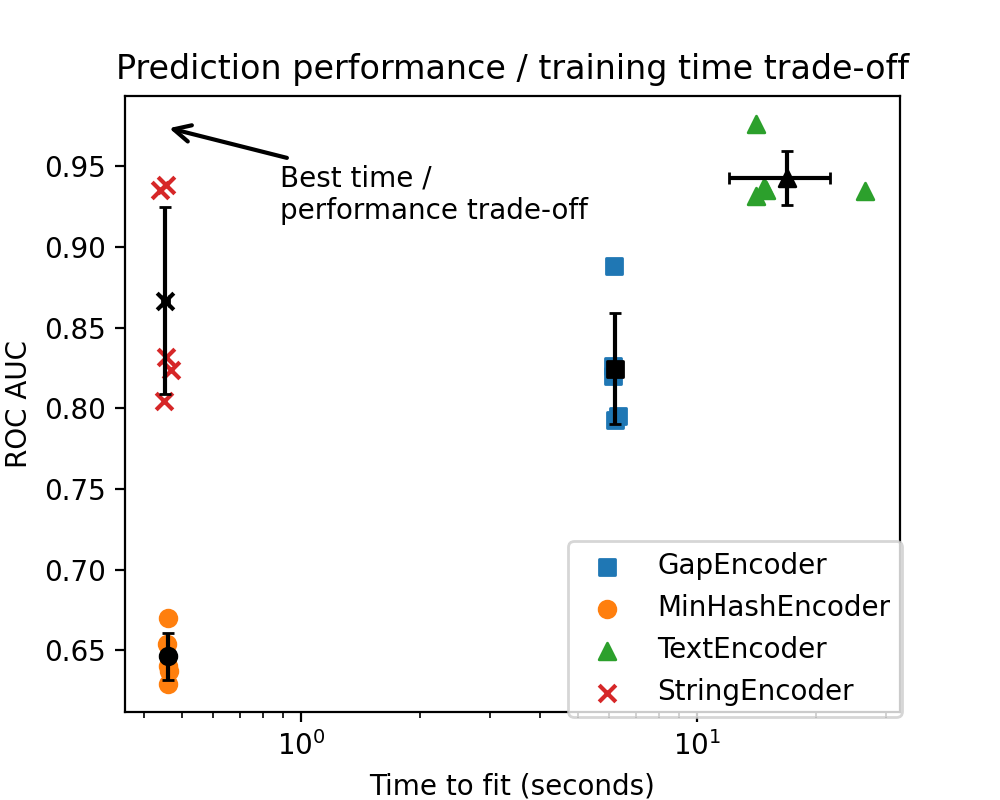 Prediction performance / training time trade-off
Best time /
performance trade-off
ROC AUC
0.95
0.90
0.85
0.80
0.75
0.70
0.65
GapEncoder
MinHashEncoder
TextEncoder
StringEncoder
10⁰
10¹
Time to fit (seconds)